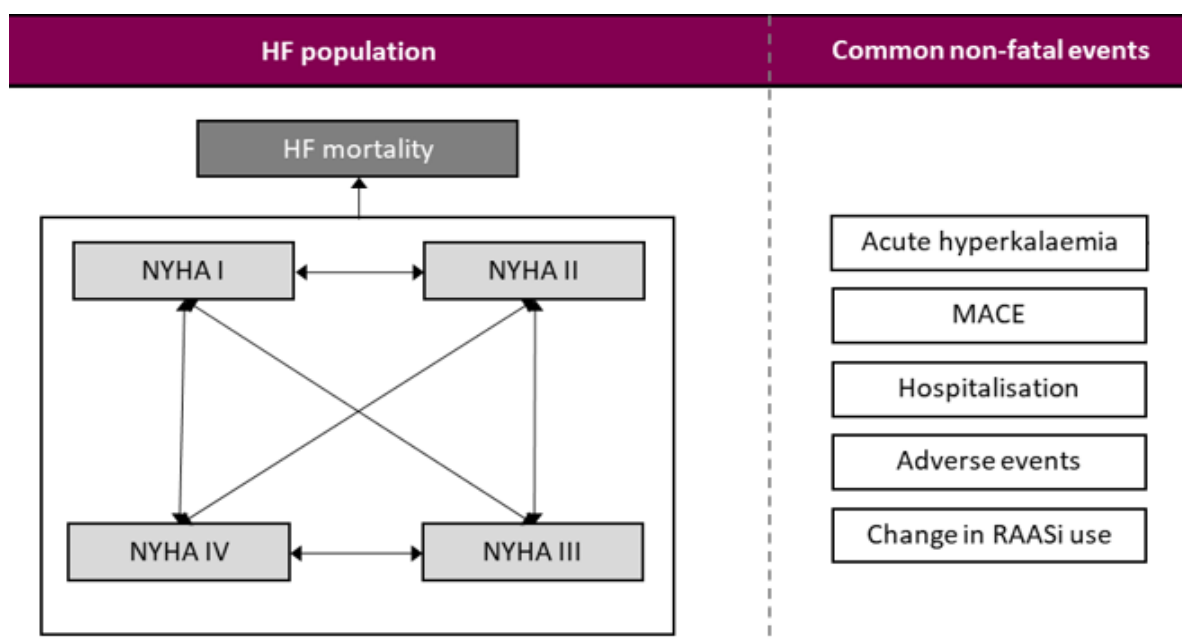 HF population
Common non-fatal events
HF mortality
NYHA I
NYHA II
NYHA IV
NYHA III
Acute hyperkalaemia
MACE
Hospitalisation
Adverse events
Change in RAASi use